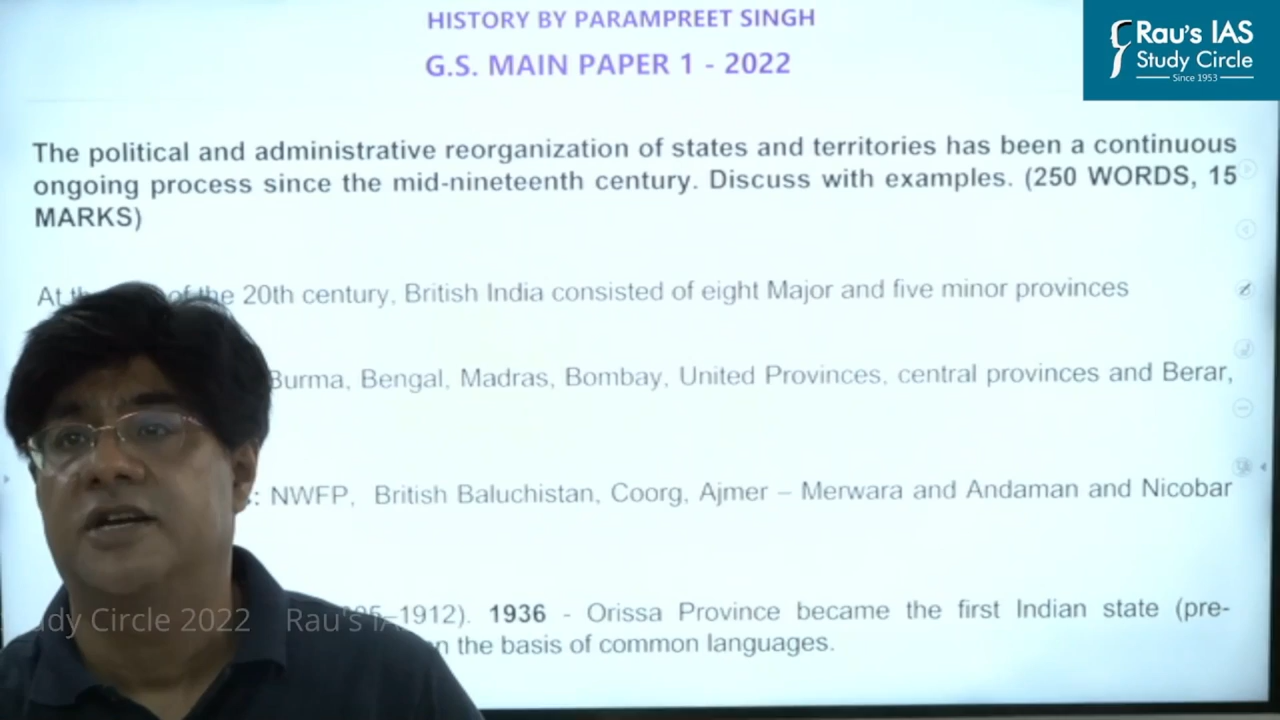 HISTORY BY PARAMPREET SINGH
G.S. MAIN PAPER 1 - 2022
Rau's IAS
Study Circle
Since 1953
The political and administrative reorganization of states and territories has been a continuous
ongoing process since the mid-nineteenth century. Discuss with examples. (250 WORDS, 15
MARKS)
At the 20th century, British India consisted of eight Major and five minor provinces
Burma, Bengal, Madras, Bombay, United Provinces, central provinces and Berar,
: NWFP, British Baluchistan, Coorg, Ajmer – Merwara and Andaman and Nicobar
–1912). 1936 - Orissa Province became the first Indian state (pre-
the basis of common languages.
Circle 2022 Rau's